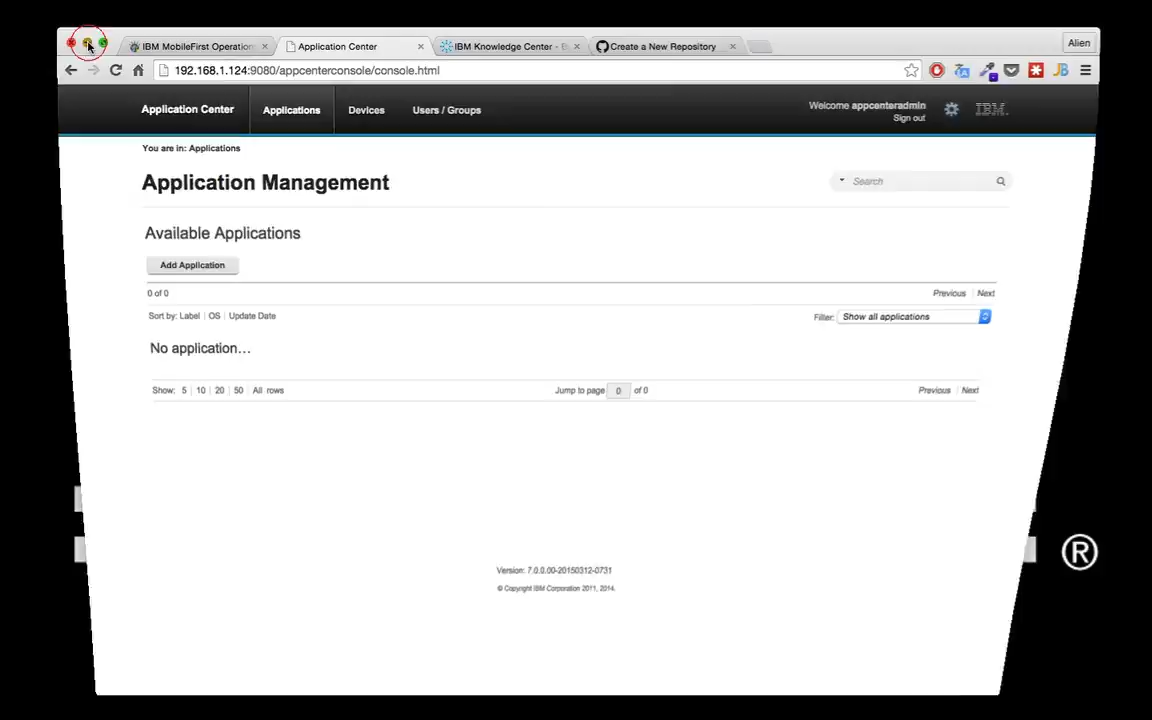 IBM MobileFirst Operation
Application Center
IBM Knowledge Center -
Create a New Repository
Alien
192.168.1.124:9080/appcenterconsole/console.html
Application Center
Applications
Devices
Users / Groups
Welcome appcenteradmin
Sign out
IBM.
You are in: Applications
Application Management
Search
Available Applications
Add Application
0 of 0
Previous | Next
Sort by: Label | OS | Update Date
Filter: Show all applications
No application…
Show: 5 | 10 | 20 | 50 | All rows
Jump to page 0 of 0
Previous | Next
Version: 7.0.0.00-20150312-0731
© Copyright IBM Corporation 2011, 2014.
®